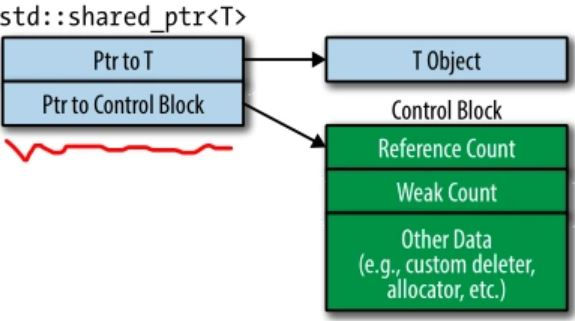 std::shared_ptr<T>
Ptr to T
T Object
Ptr to Control Block
Control Block
Reference Count
Weak Count
Other Data
(e.g., custom deleter,
allocator, etc.)